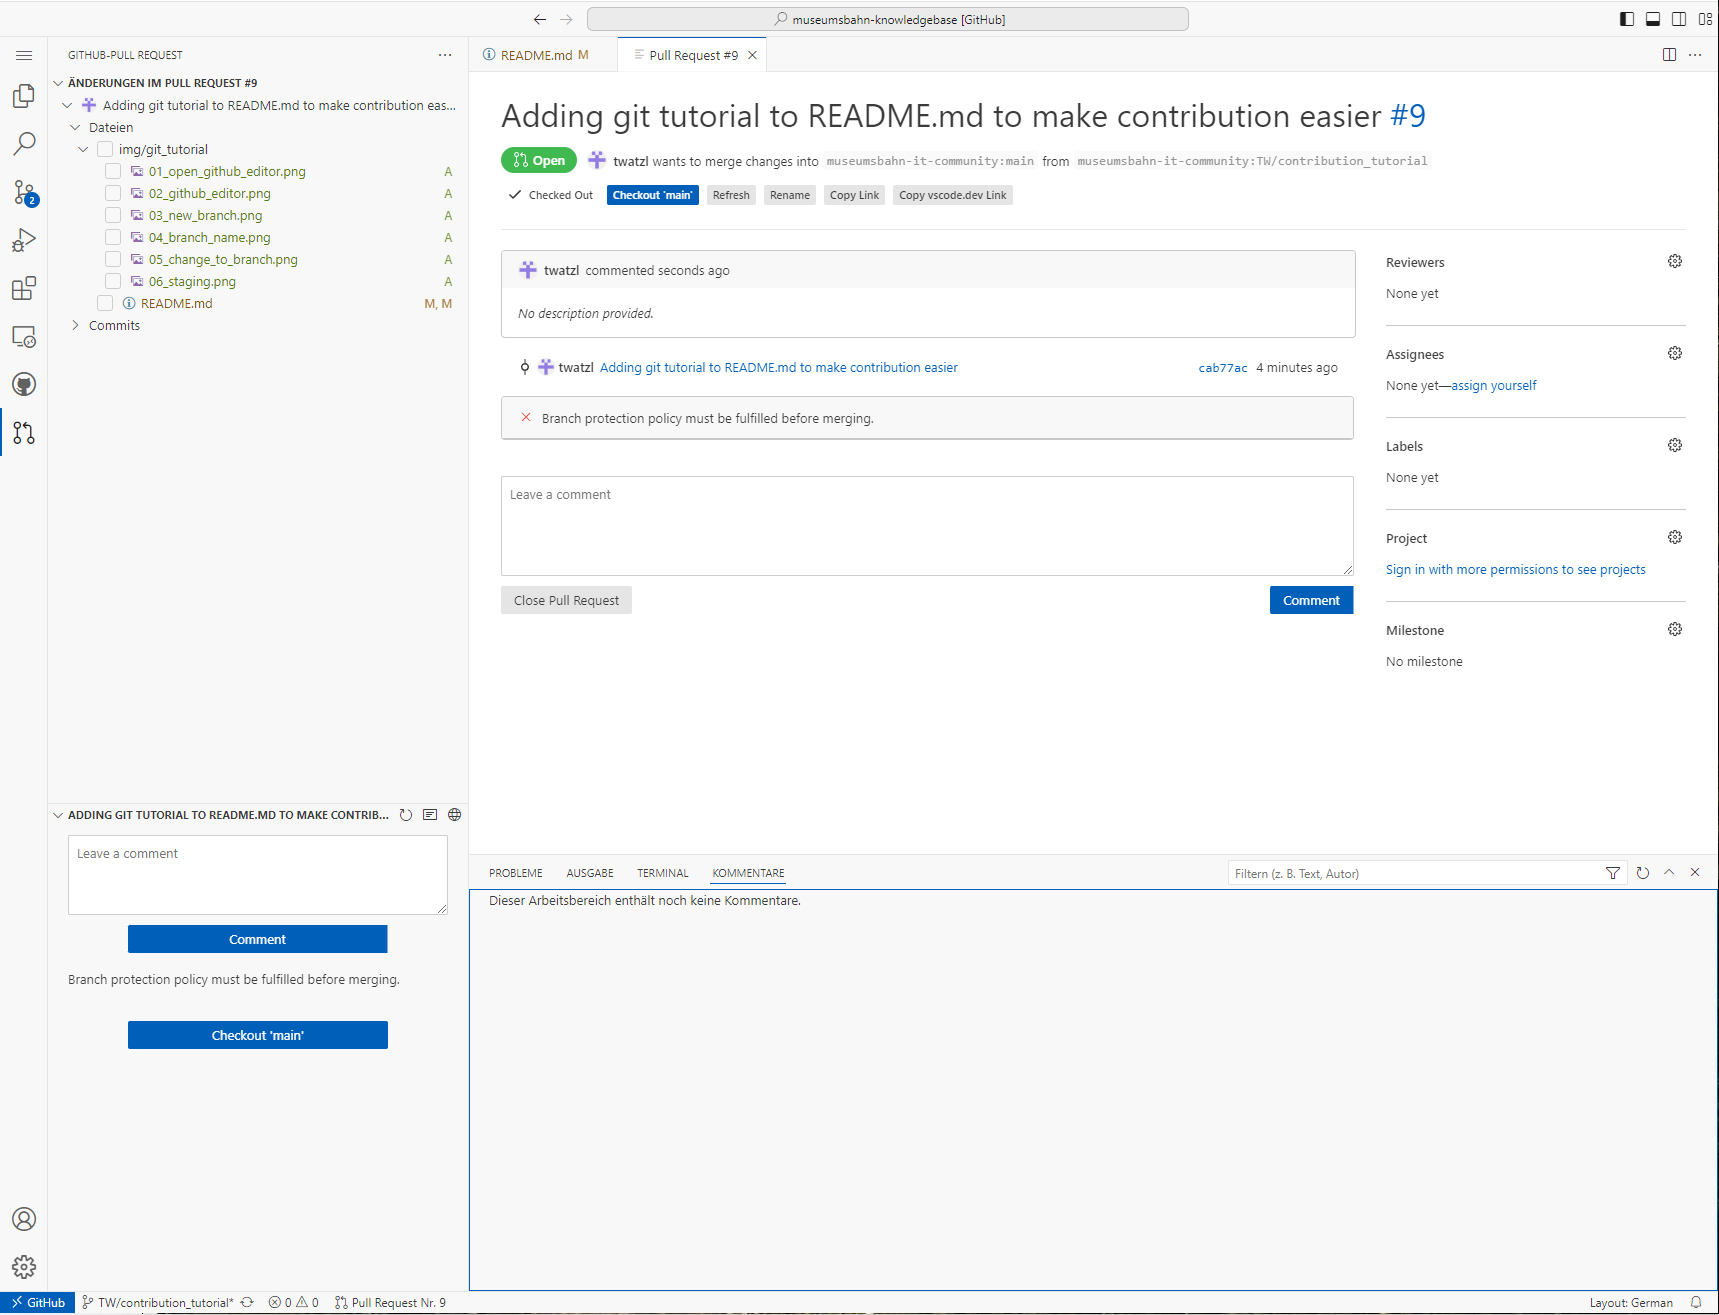 museumsbahn-knowledgebase [GitHub]
GITHUB-PULL REQUEST
ÄNDERUNGEN IM PULL REQUEST #9
Adding git tutorial to README.md to make contribution eas...
Dateien
img/git_tutorial
01_open_github_editor.png A
02_github_editor.png A
03_new_branch.png A
04_branch_name.png A
05_change_to_branch.png A
06_staging.png A
README.md M, M
Commits
2
README.md M
Pull Request #9
Adding git tutorial to README.md to make contribution easier #9
Open twatzl wants to merge changes into museumsbahn-it-community:main from museumsbahn-it-community:TW/contribution_tutorial
Checked Out Checkout 'main' Refresh Rename Copy Link Copy vscode.dev Link
twatzl commented seconds ago
No description provided.
twatzl Adding git tutorial to README.md to make contribution easier cab77ac 4 minutes ago
Branch protection policy must be fulfilled before merging.
Leave a comment
Close Pull Request Comment
Reviewers
None yet
Assignees
None yet—assign yourself
Labels
None yet
Project
Sign in with more permissions to see projects
Milestone
No milestone
ADDING GIT TUTORIAL TO README.MD TO MAKE CONTRIB...
Leave a comment
Comment
Branch protection policy must be fulfilled before merging.
Checkout 'main'
PROBLEME AUSGABE TERMINAL KOMMENTARE
Filtern (z. B. Text, Autor)
Dieser Arbeitsbereich enthält noch keine Kommentare.
GitHub TW/contribution_tutorial* 0 0 Pull Request Nr. 9
Layout: German